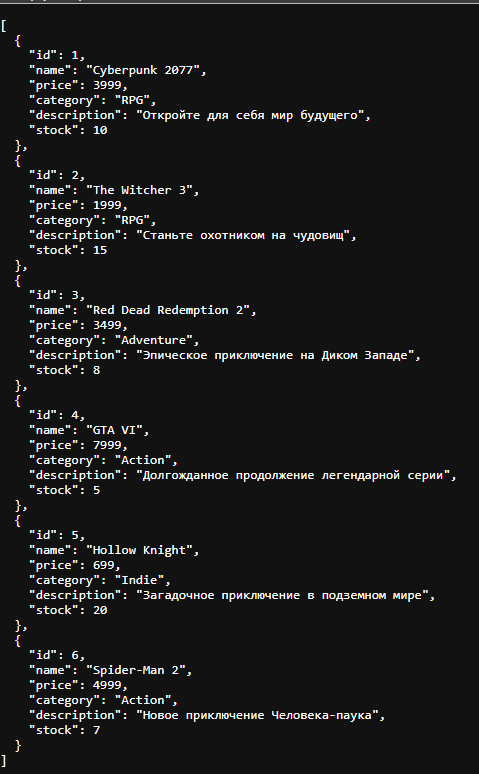 [
  {
    "id": 1,
    "name": "Cyberpunk 2077",
    "price": 3999,
    "category": "RPG",
    "description": "Откройте для себя мир будущего",
    "stock": 10
  },
  {
    "id": 2,
    "name": "The Witcher 3",
    "price": 1999,
    "category": "RPG",
    "description": "Станьте охотником на чудовищ",
    "stock": 15
  },
  {
    "id": 3,
    "name": "Red Dead Redemption 2",
    "price": 3499,
    "category": "Adventure",
    "description": "Эпическое приключение на Диком Западе",
    "stock": 8
  },
  {
    "id": 4,
    "name": "GTA VI",
    "price": 7999,
    "category": "Action",
    "description": "Долгожданное продолжение легендарной серии",
    "stock": 5
  },
  {
    "id": 5,
    "name": "Hollow Knight",
    "price": 699,
    "category": "Indie",
    "description": "Загадочное приключение в подземном мире",
    "stock": 20
  },
  {
    "id": 6,
    "name": "Spider-Man 2",
    "price": 4999,
    "category": "Action",
    "description": "Новое приключение Человека-паука",
    "stock": 7
  }
]